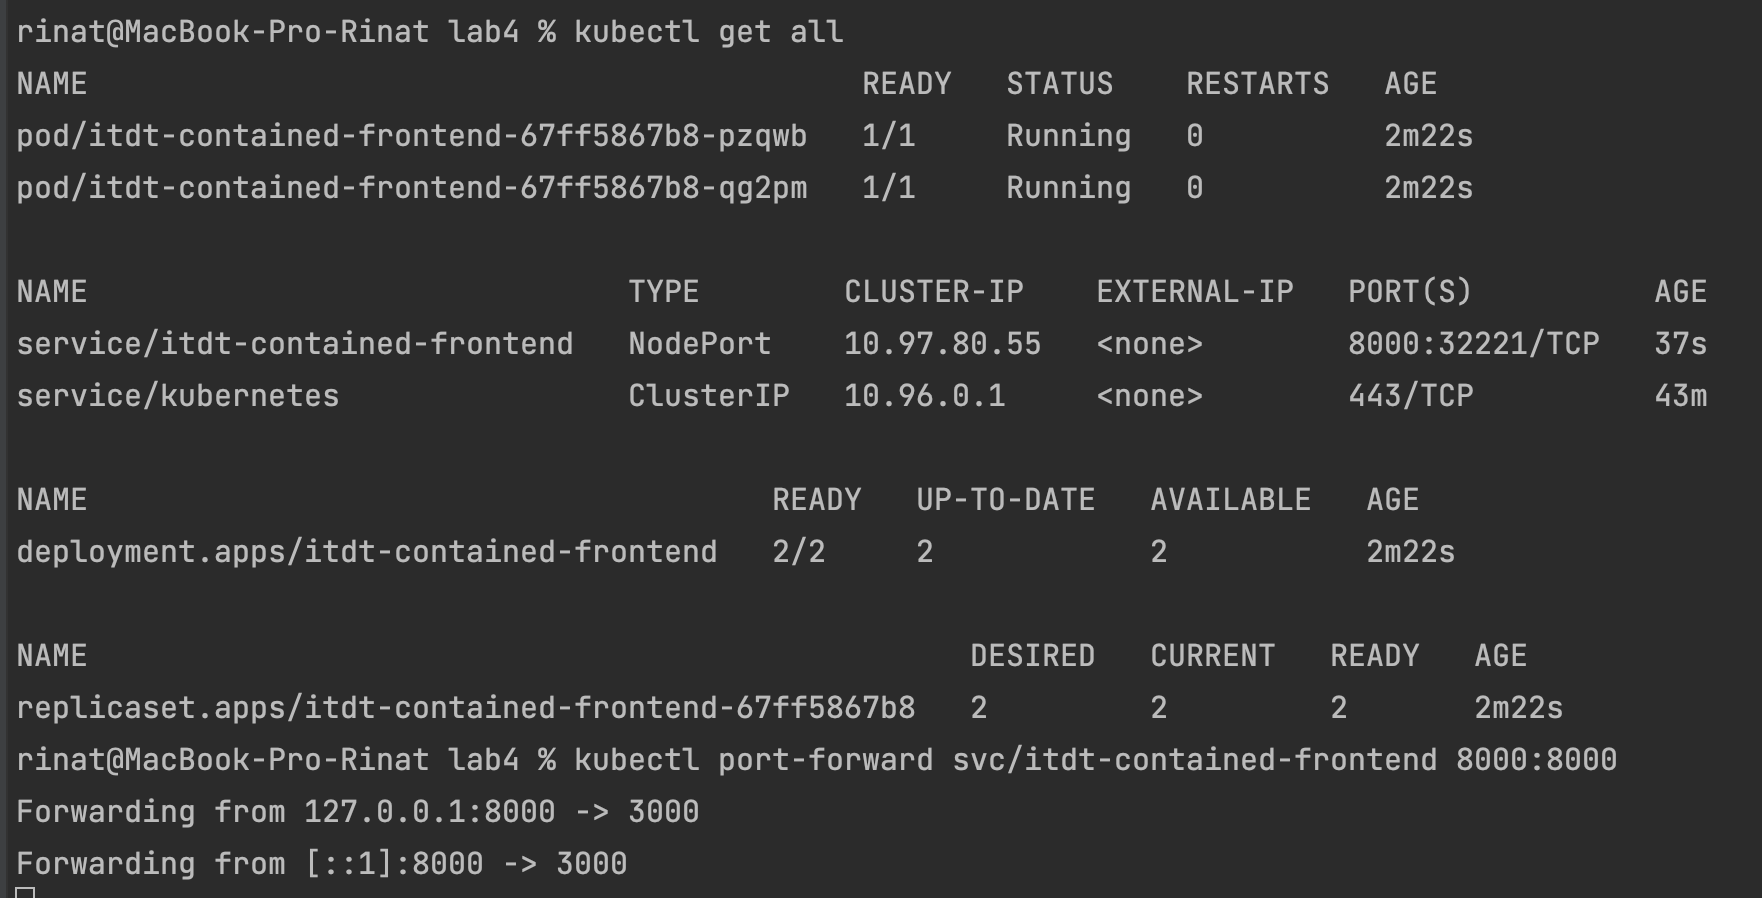 rinat@MacBook-Pro-Rinat lab4 % kubectl get all
NAME                                           READY   STATUS    RESTARTS   AGE
pod/itdt-contained-frontend-67ff5867b8-pzqwb   1/1     Running   0          2m22s
pod/itdt-contained-frontend-67ff5867b8-qg2pm   1/1     Running   0          2m22s
NAME                              TYPE        CLUSTER-IP    EXTERNAL-IP   PORT(S)          AGE
service/itdt-contained-frontend   NodePort    10.97.80.55   <none>        8000:32221/TCP   37s
service/kubernetes                ClusterIP   10.96.0.1     <none>        443/TCP          43m
NAME                                      READY   UP-TO-DATE   AVAILABLE   AGE
deployment.apps/itdt-contained-frontend   2/2     2            2           2m22s
NAME                                                 DESIRED   CURRENT   READY   AGE
replicaset.apps/itdt-contained-frontend-67ff5867b8   2         2         2       2m22s
rinat@MacBook-Pro-Rinat lab4 % kubectl port-forward svc/itdt-contained-frontend 8000:8000
Forwarding from 127.0.0.1:8000 -> 3000
Forwarding from [::1]:8000 -> 3000